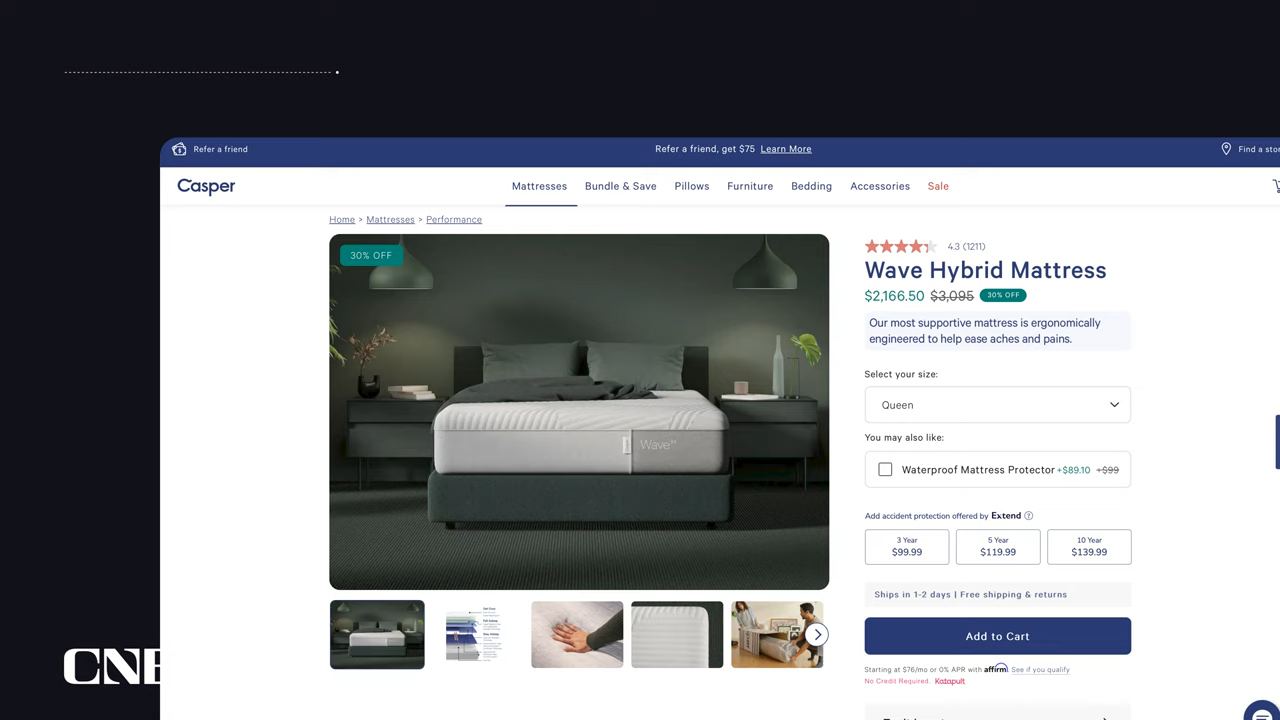 Refer a friend
Refer a friend, get $75 Learn More
Find a sto
Casper
Mattresses
Bundle & Save
Pillows
Furniture
Bedding
Accessories
Sale
Home > Mattresses > Performance
30% OFF
Wave
4.3 (1211)
Wave Hybrid Mattress
$2,166.50 $3,095 30% OFF
Our most supportive mattress is ergonomically
engineered to help ease aches and pains.
Select your size:
Queen
You may also like:
Waterproof Mattress Protector +$89.10 +$99
Add accident protection offered by Extend ?
3 Year
$99.99
5 Year
$119.99
10 Year
$139.99
Ships in 1-2 days | Free shipping & returns
Add to Cart
Starting at $76/mo or 0% APR with affirm. See if you qualify
No Credit Required. Katapult
CNE